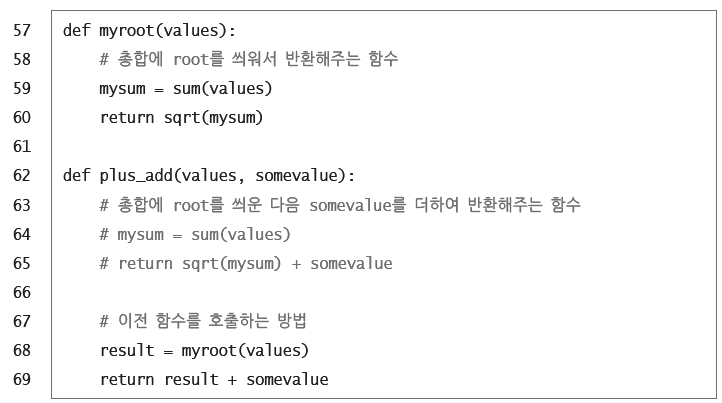 57 def myroot(values):
58     # 총합에 root를 씌워서 반환해주는 함수
59     mysum = sum(values)
60     return sqrt(mysum)
61
62 def plus_add(values, somevalue):
63     # 총합에 root를 씌운 다음 somevalue를 더하여 반환해주는 함수
64     # mysum = sum(values)
65     # return sqrt(mysum) + somevalue
66
67     # 이전 함수를 호출하는 방법
68     result = myroot(values)
69     return result + somevalue